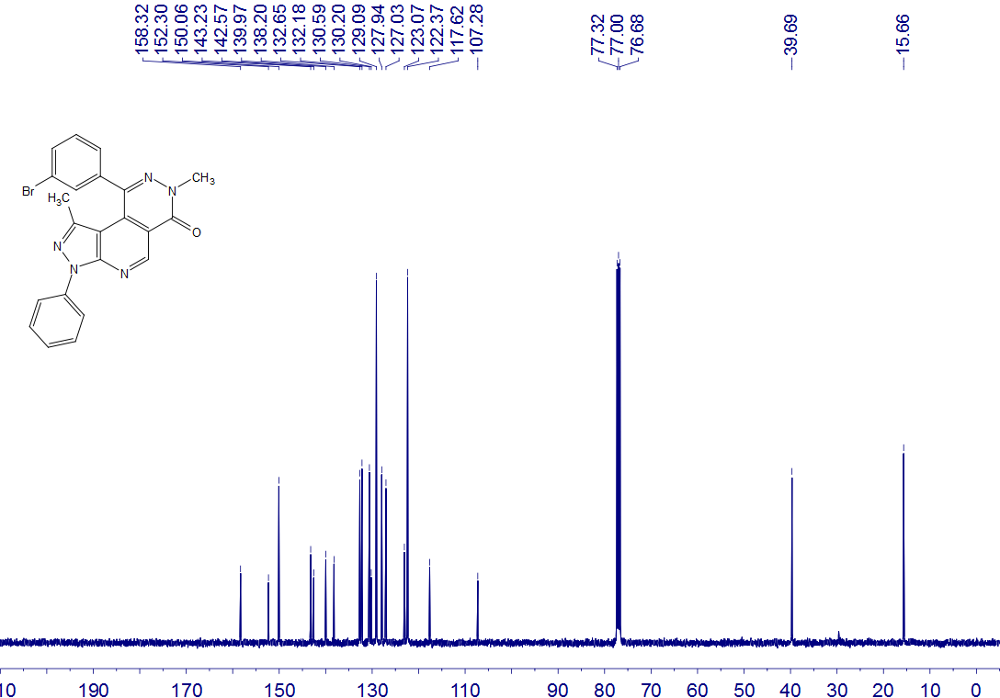 158.32
152.30
150.06
143.23
142.57
139.97
138.20
132.65
132.18
130.59
130.20
129.09
127.94
127.03
123.07
122.37
117.62
107.28
77.32
77.00
76.68
39.69
15.66
N
CH₃
N
Br
H₃C
O
N
N
N
10 190 170 150 130 110 90 80 70 60 50 40 30 20 10 0